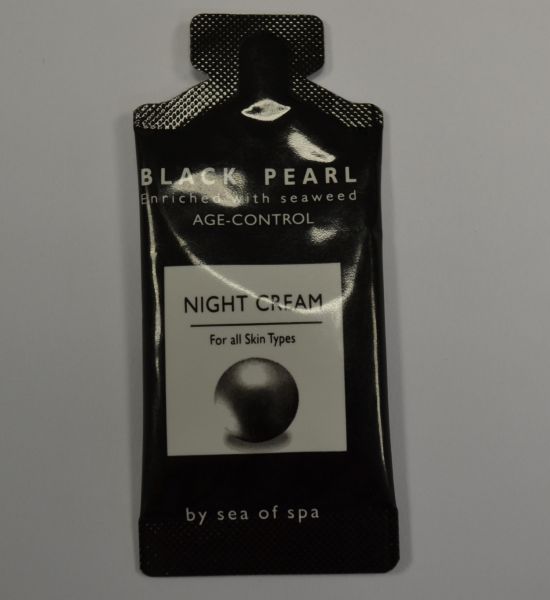 BLACK PEARL
Enriched with seaweed
AGE-CONTROL
NIGHT CREAM
For all Skin Types
by sea of spa